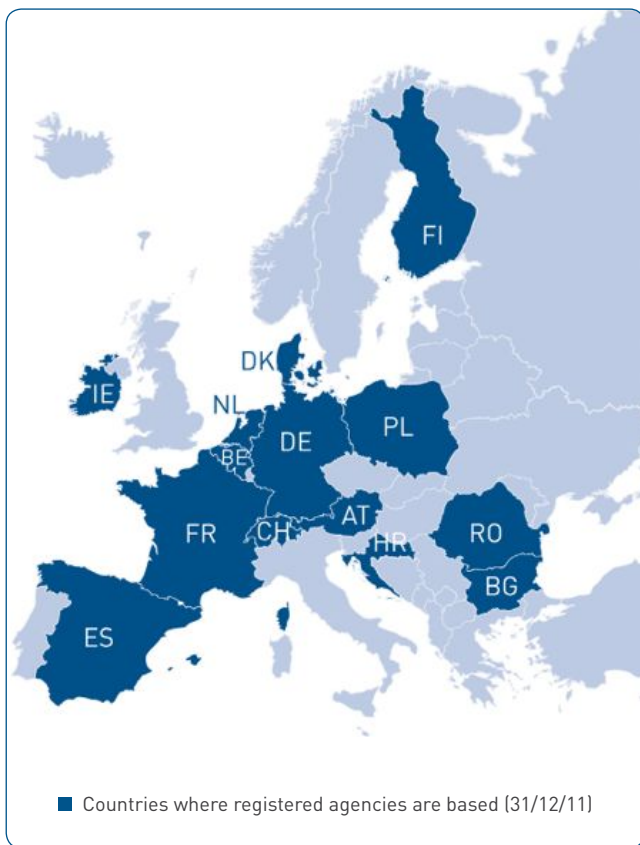 FI
DK
IE
NL
DE
PL
BE
FR
CH
AT
HR
RO
BG
ES
Countries where registered agencies are based (31/12/11)